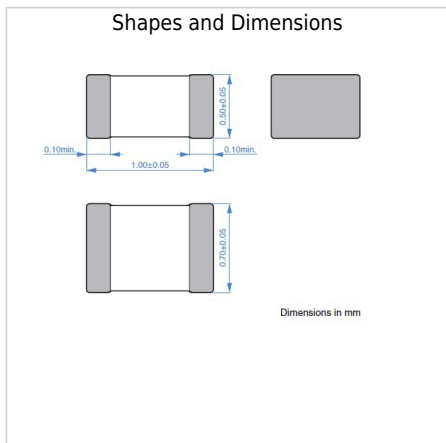 Shapes and Dimensions
0.50±0.05
0.10min.
0.10min.
1.00±0.05
0.70±0.05
Dimensions in mm